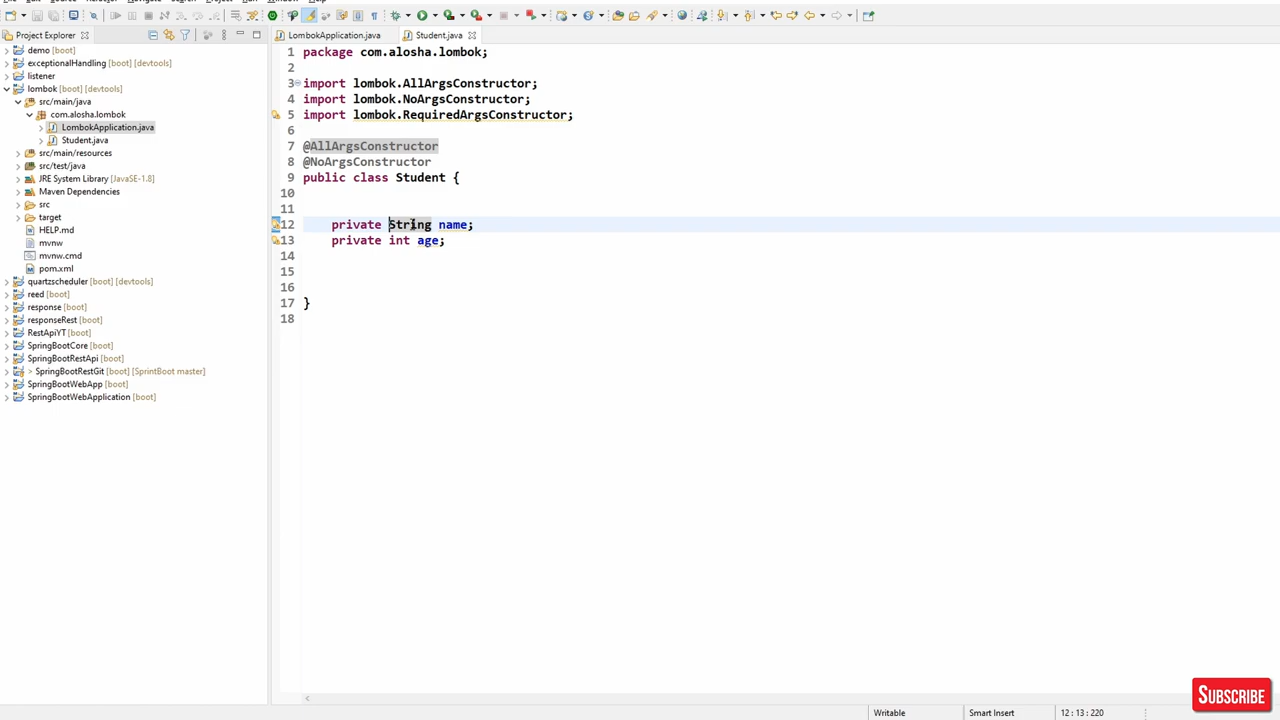 Project Explorer
demo [boot]
exceptionalHandling [boot] [devtools]
listener
lombok [boot] [devtools]
src/main/java
com.alosha.lombok
LombokApplication.java
Student.java
src/main/resources
src/test/java
JRE System Library [JavaSE-1.8]
Maven Dependencies
src
target
HELP.md
mvnw
mvnw.cmd
pom.xml
quartzscheduler [boot] [devtools]
reed [boot]
response [boot]
responseRest [boot]
RestApiYT [boot]
SpringBootCore [boot]
SpringBootRestApi [boot]
> SpringBootRestGit [boot] [SprintBoot master]
SpringBootWebApp [boot]
SpringBootWebApplication [boot]
LombokApplication.java
Student.java
1 package com.alosha.lombok;
2
3 import lombok.AllArgsConstructor;
4 import lombok.NoArgsConstructor;
5 import lombok.RequiredArgsConstructor;
6
7 @AllArgsConstructor
8 @NoArgsConstructor
9 public class Student {
10
11
12 private String name;
13 private int age;
14
15
16
17 }
18
Writable
Smart Insert
12 : 13 : 220
SUBSCRIBE